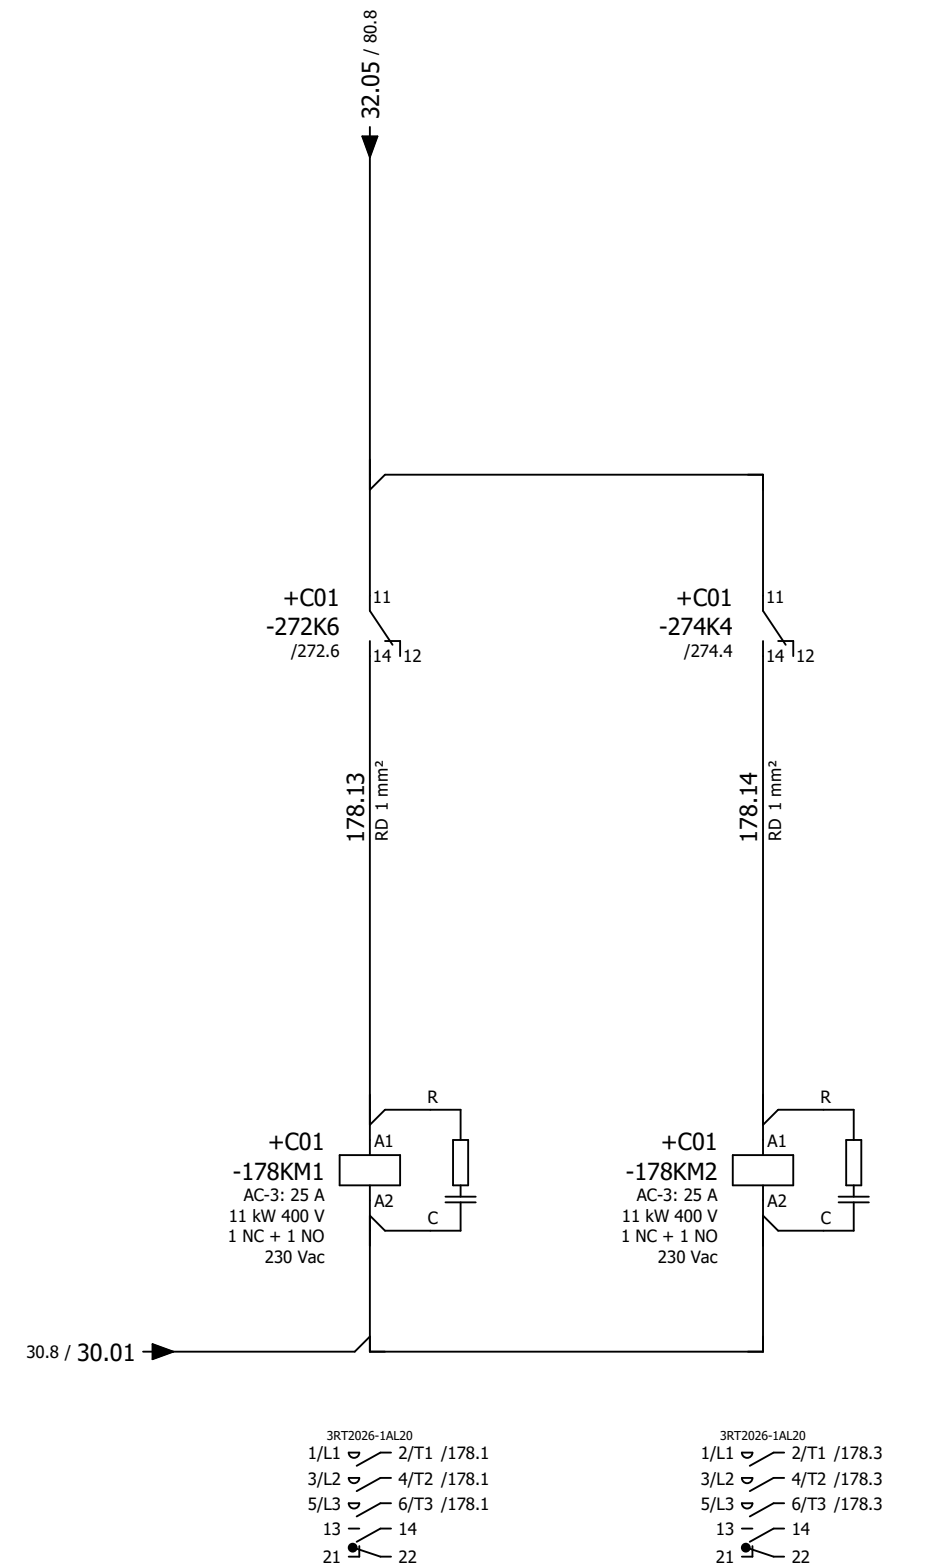 32.05 / 80.8
+C01
-272K6
/272.6
11
14
12
+C01
-274K4
/274.4
11
14
12
178.13
RD 1 mm²
178.14
RD 1 mm²
+C01
-178KM1
AC-3: 25 A
11 kW 400 V
1 NC + 1 NO
230 Vac
A1
A2
R
C
+C01
-178KM2
AC-3: 25 A
11 kW 400 V
1 NC + 1 NO
230 Vac
A1
A2
R
C
30.8 / 30.01
3RT2026-1AL20
1/L1 2/T1 /178.1
3/L2 4/T2 /178.1
5/L3 6/T3 /178.1
13 14
21 22
3RT2026-1AL20
1/L1 2/T1 /178.3
3/L2 4/T2 /178.3
5/L3 6/T3 /178.3
13 14
21 22